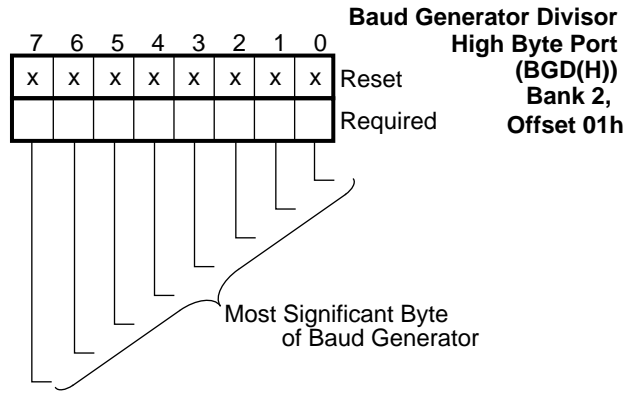 Baud Generator Divisor
High Byte Port
(BGD(H))
Bank 2,
Offset 01h
7 6 5 4 3 2 1 0
x x x x x x x x Reset
Required
Most Significant Byte
of Baud Generator